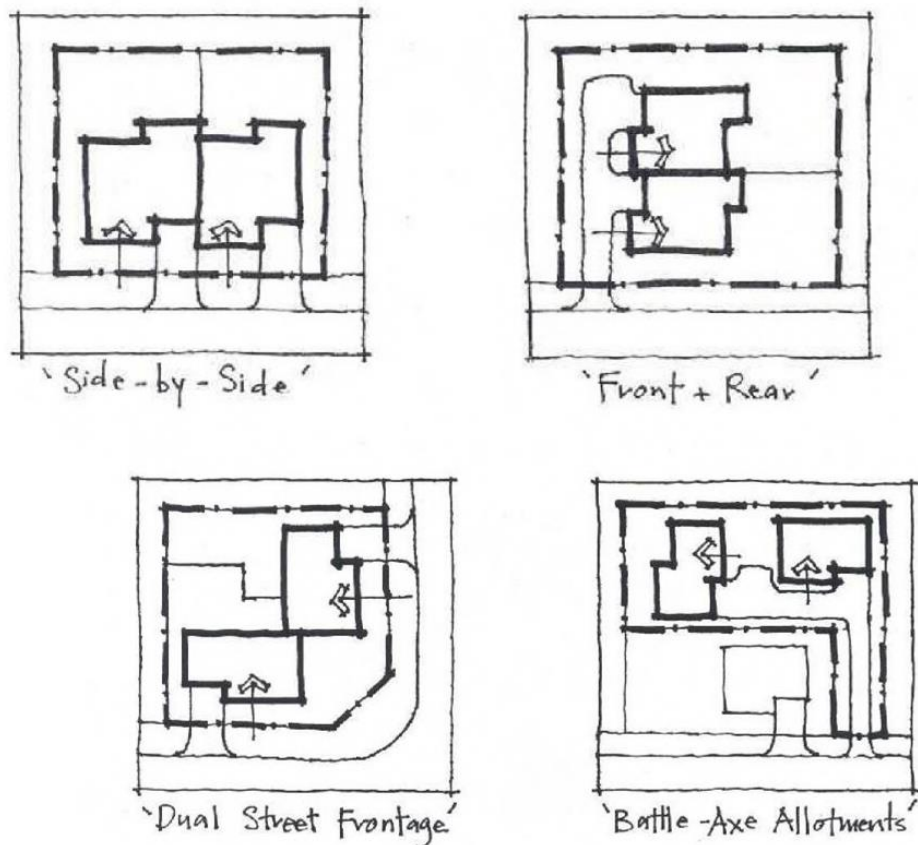 'Side-by-Side'
'Front + Rear'
'Dual Street Frontage'
'Battle-Axe Allotments'